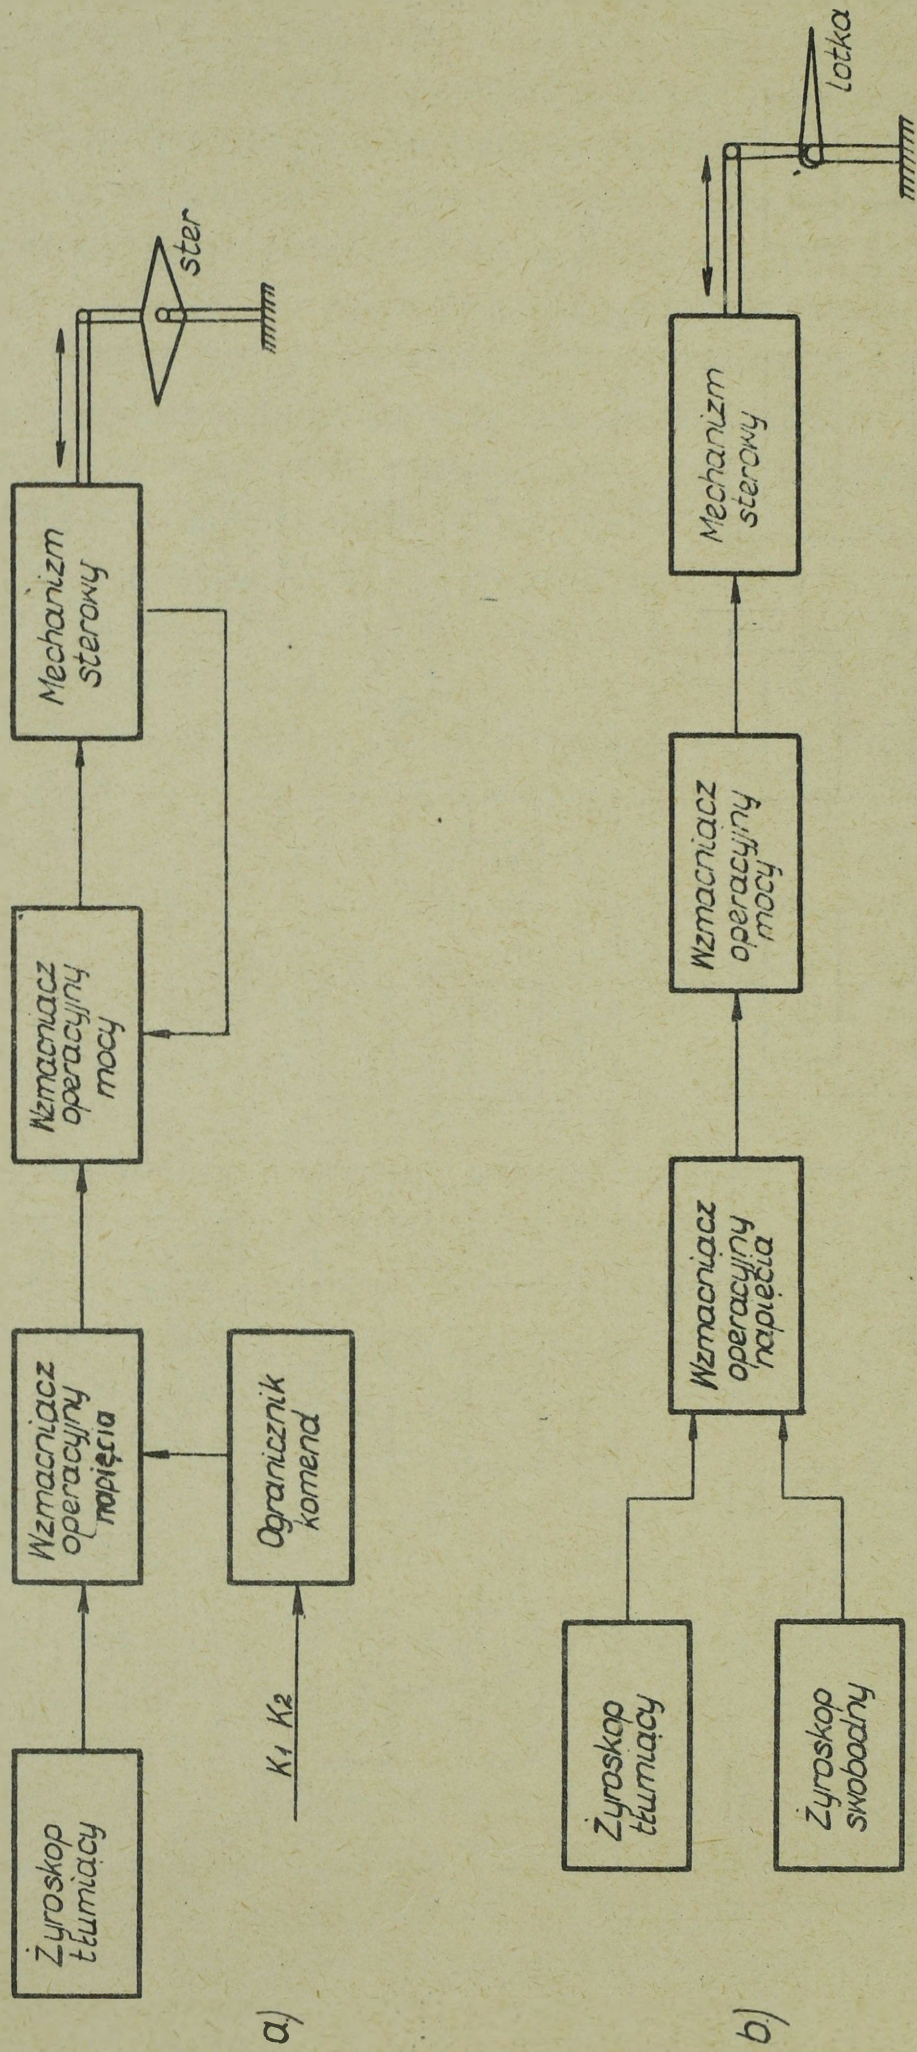 a)
Żyroskop
tłumiący
Wzmacniacz
operacyjny
napięcia
Wzmacniacz
operacyjny
mocy
Mechanizm
sterowy
ster
K1 K2
Ogranicznik
komend
b)
Żyroskop
tłumiący
Żyroskop
swobodny
Wzmacniacz
operacyjny
napięcia
Wzmacniacz
operacyjny
mocy
Mechanizm
sterowy
lotka